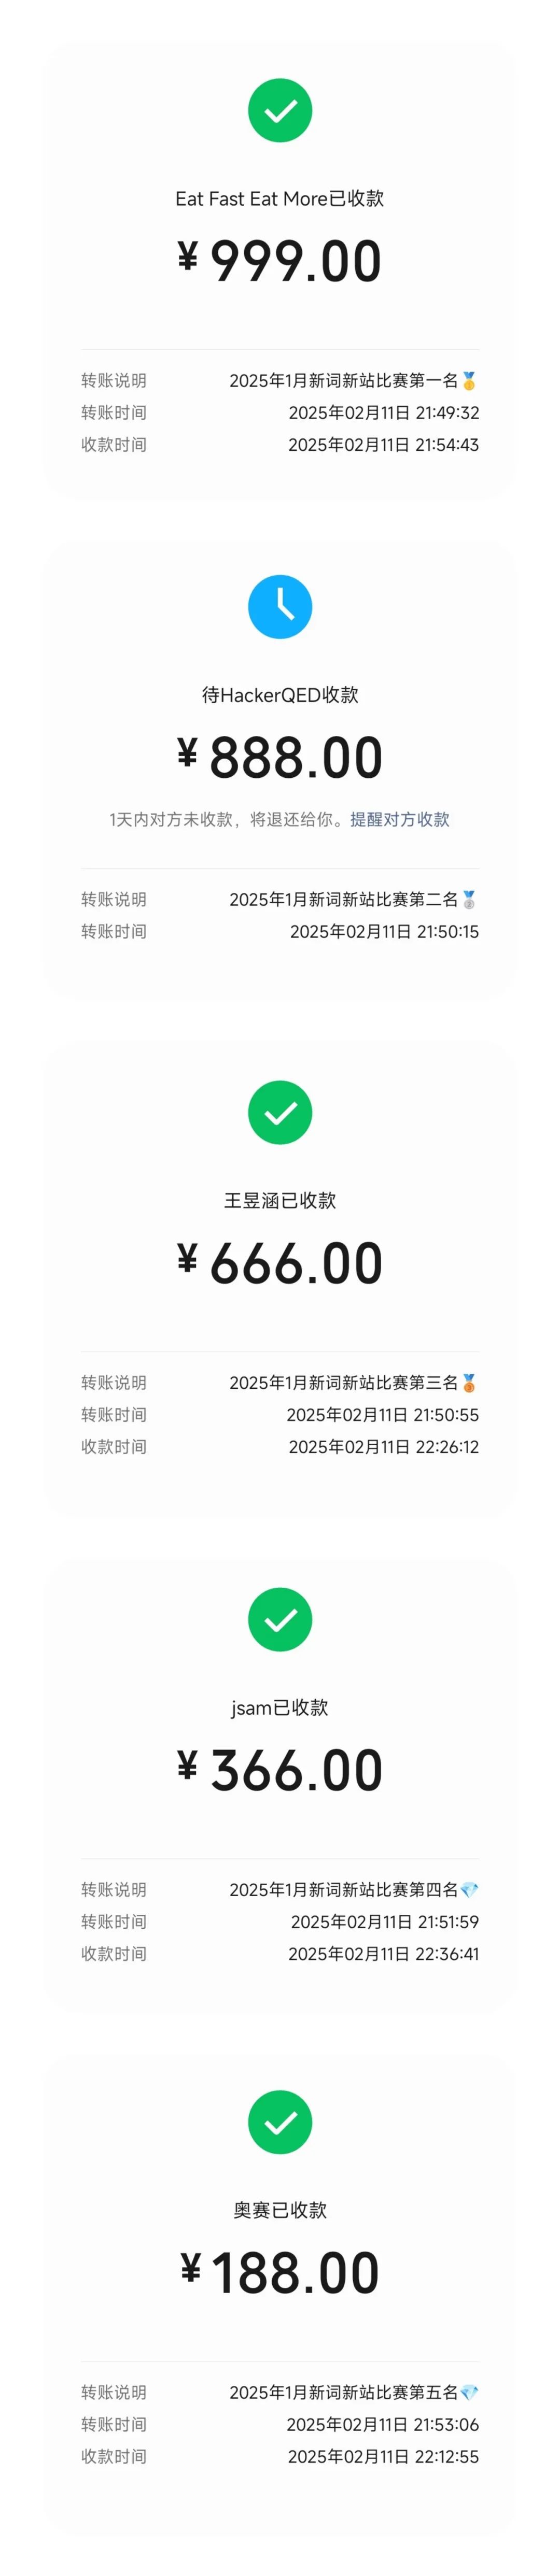 Eat Fast Eat More已收款
¥ 999.00
转账说明 2025年1月新词新站比赛第一名🥇
转账时间 2025年02月11日 21:49:32
收款时间 2025年02月11日 21:54:43
待HackerQED收款
¥ 888.00
1天内对方未收款，将退还给你。提醒对方收款
转账说明 2025年1月新词新站比赛第二名🥈
转账时间 2025年02月11日 21:50:15
王昱涵已收款
¥ 666.00
转账说明 2025年1月新词新站比赛第三名🥉
转账时间 2025年02月11日 21:50:55
收款时间 2025年02月11日 22:26:12
jsam已收款
¥ 366.00
转账说明 2025年1月新词新站比赛第四名💎
转账时间 2025年02月11日 21:51:59
收款时间 2025年02月11日 22:36:41
奥赛已收款
¥ 188.00
转账说明 2025年1月新词新站比赛第五名💎
转账时间 2025年02月11日 21:53:06
收款时间 2025年02月11日 22:12:55